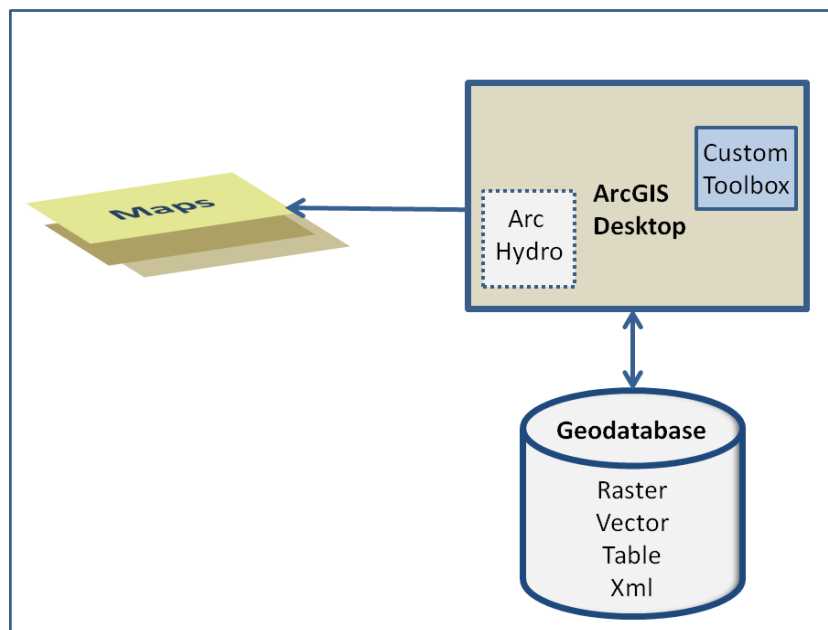 Maps
Custom
Toolbox
ArcGIS
Desktop
Arc
Hydro
Geodatabase
Raster
Vector
Table
Xml